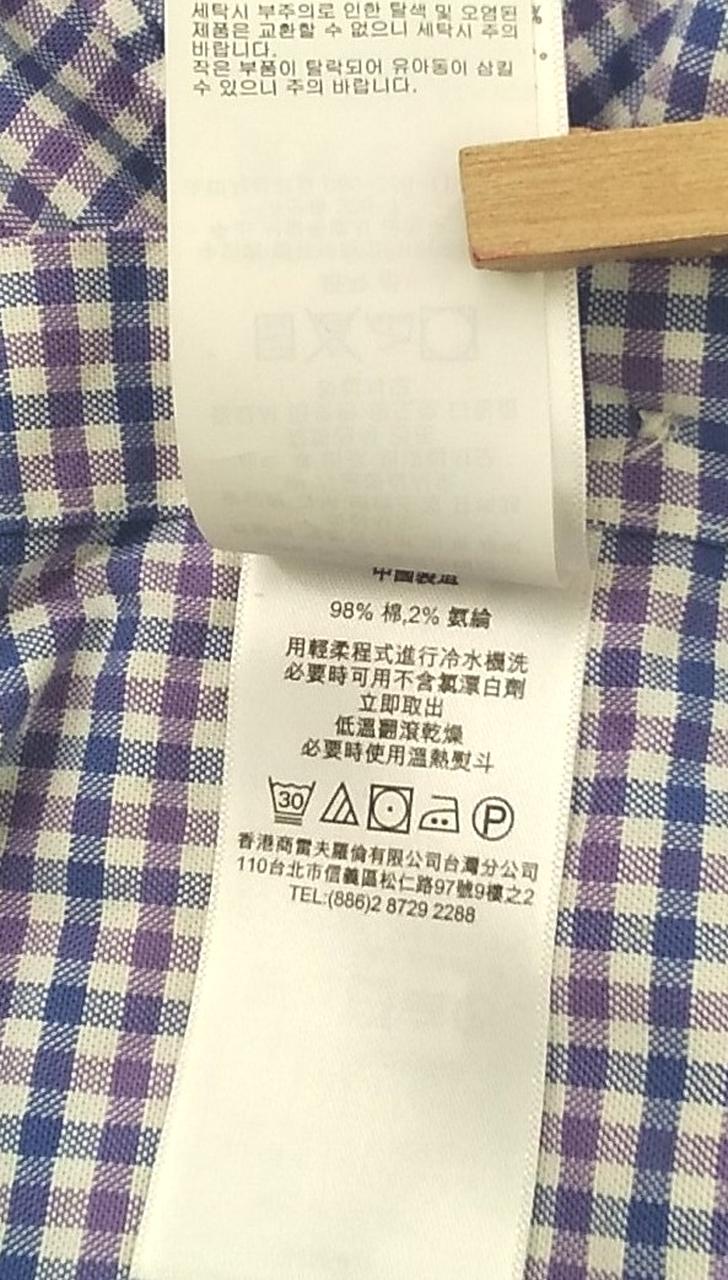 세탁시 부주의로 인한 탈색 및 오염된
제품은 교환할 수 없으니 세탁시 주의
바랍니다.
작은 부품이 탈락되어 유아동이 삼킬
수 있으니 주의 바랍니다.
中國製造
98% 棉,2% 氨綸
用輕柔程式進行冷水機洗
必要時可用不含氯漂白劑
立即取出
低溫翻滾乾燥
必要時使用溫熱熨斗
30
P
香港商雷夫羅倫有限公司台灣分公司
110台北市信義區松仁路97號9樓之2
TEL:(886)2 8729 2288